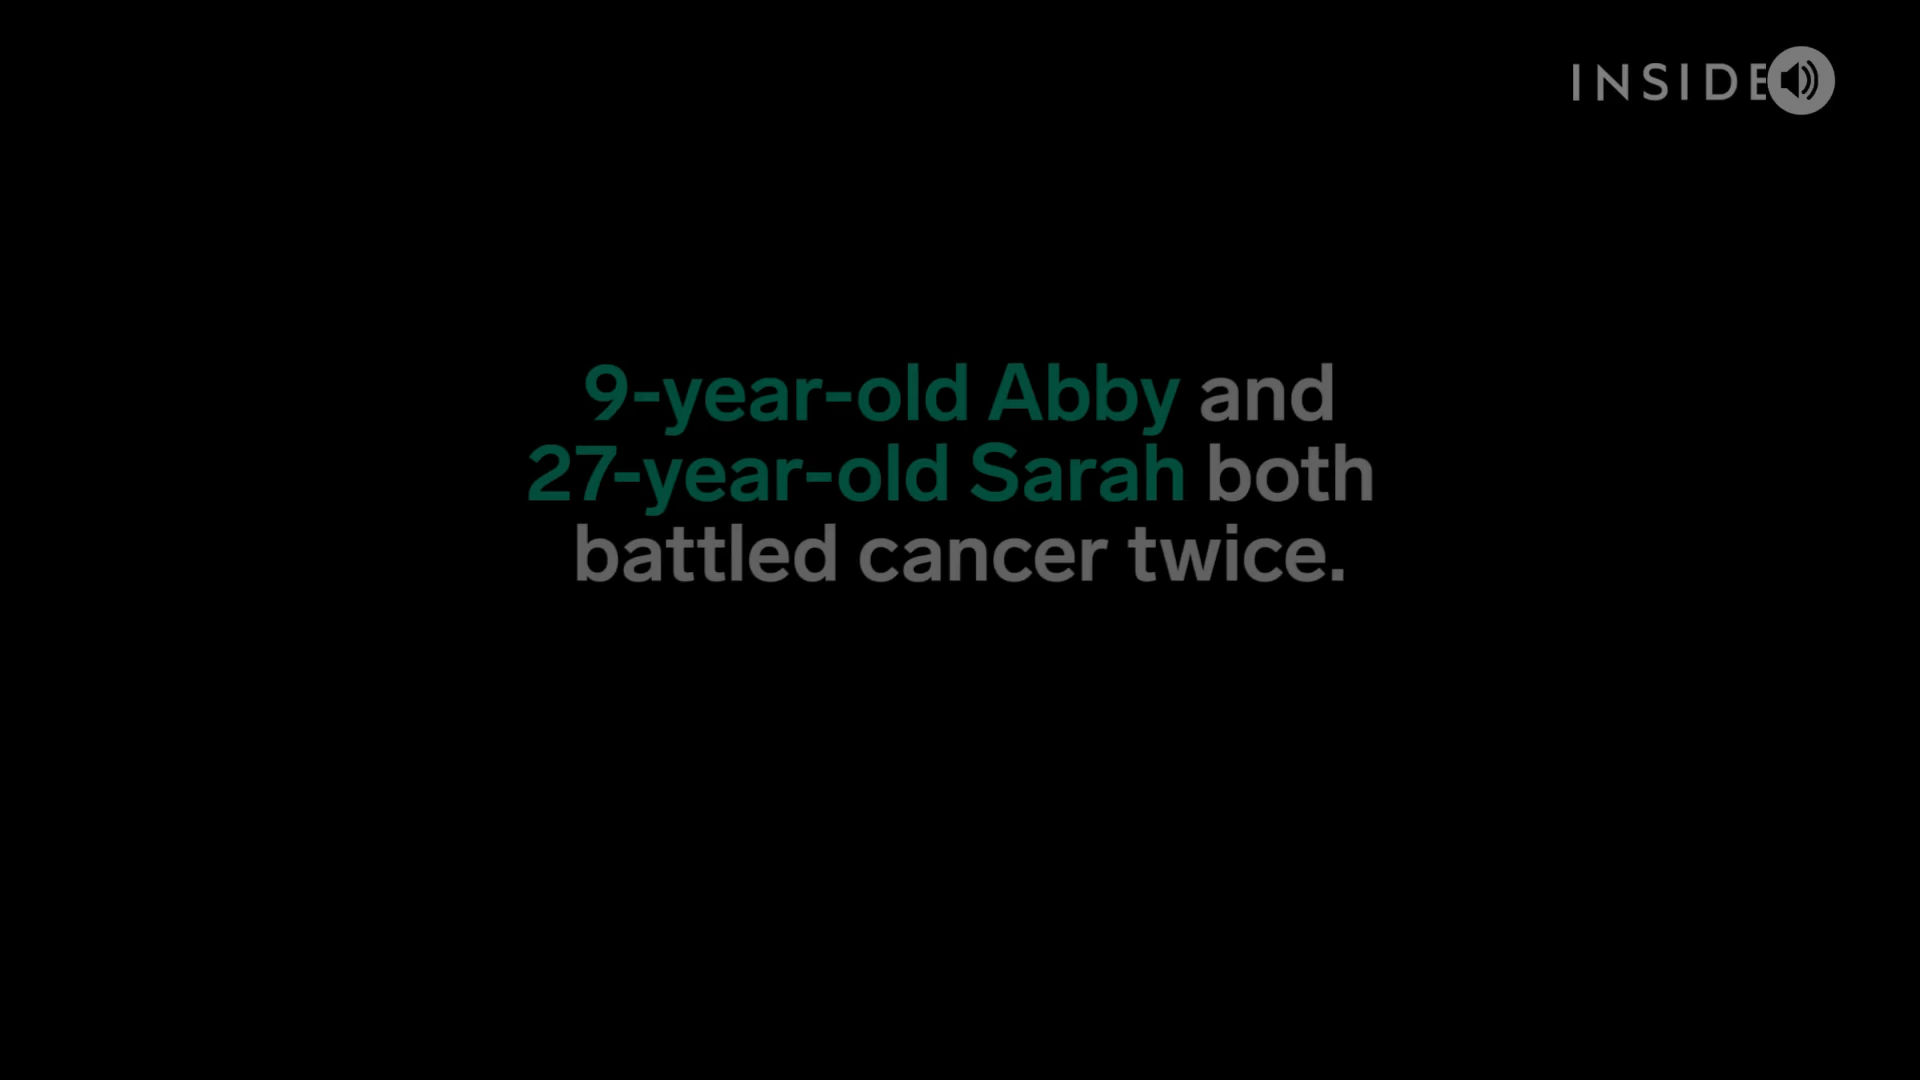 INSIDE
9-year-old Abby and
27-year-old Sarah both
battled cancer twice.